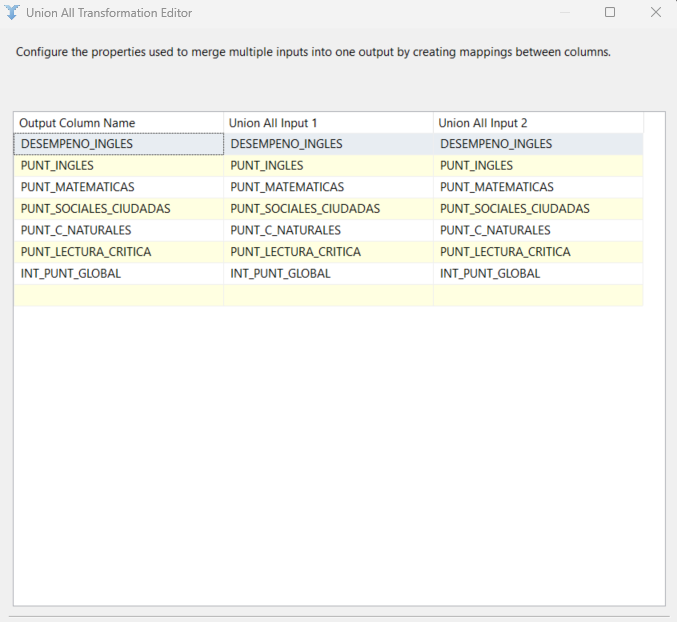 Union All Transformation Editor
Configure the properties used to merge multiple inputs into one output by creating mappings between columns.
Output Column Name Union All Input 1 Union All Input 2
DESEMPENO_INGLES DESEMPENO_INGLES DESEMPENO_INGLES
PUNT_INGLES PUNT_INGLES PUNT_INGLES
PUNT_MATEMATICAS PUNT_MATEMATICAS PUNT_MATEMATICAS
PUNT_SOCIALES_CIUDADAS PUNT_SOCIALES_CIUDADAS PUNT_SOCIALES_CIUDADAS
PUNT_C_NATURALES PUNT_C_NATURALES PUNT_C_NATURALES
PUNT_LECTURA_CRITICA PUNT_LECTURA_CRITICA PUNT_LECTURA_CRITICA
INT_PUNT_GLOBAL INT_PUNT_GLOBAL INT_PUNT_GLOBAL